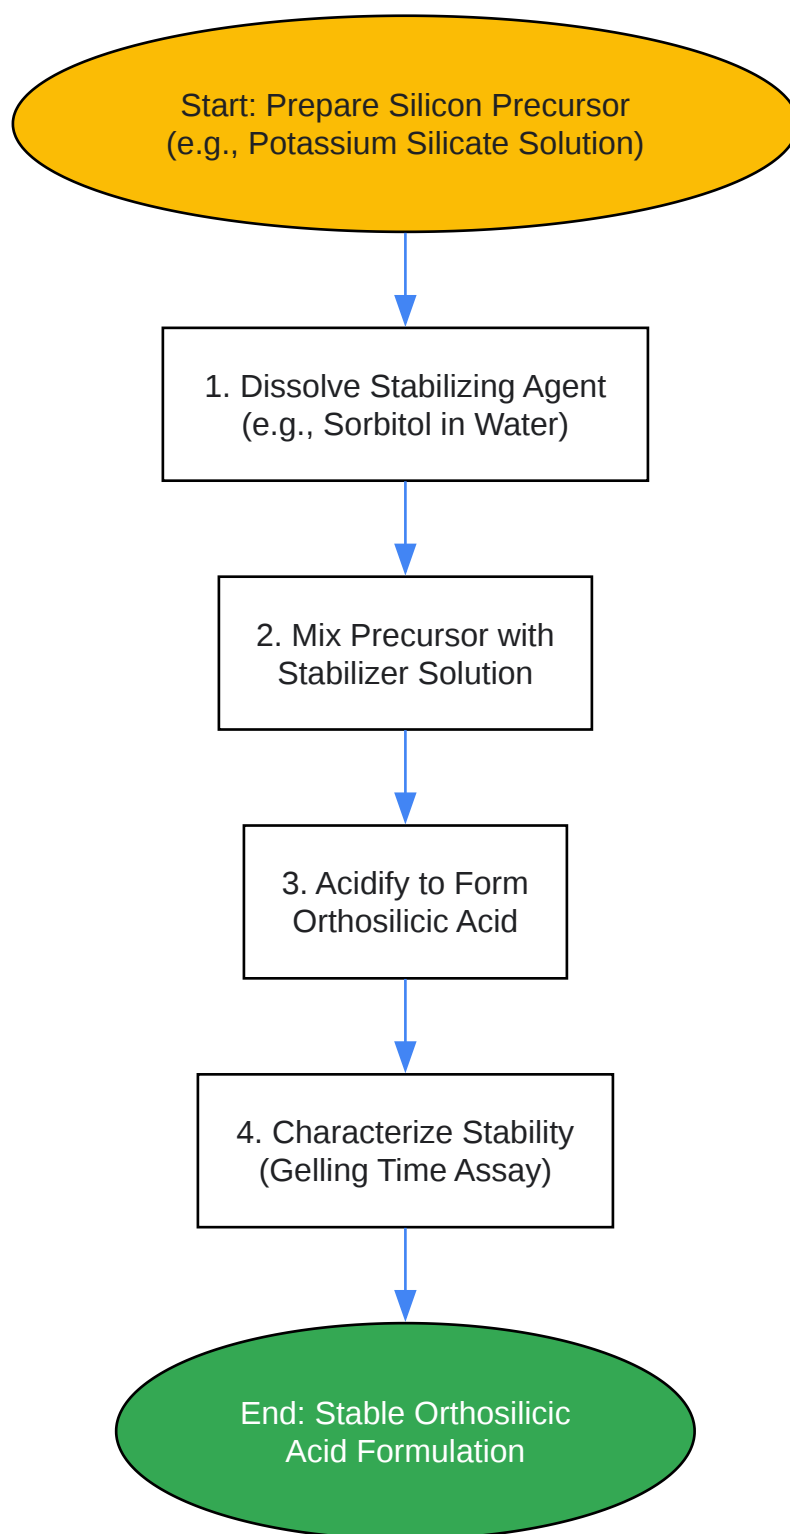 Start: Prepare Silicon Precursor
(e.g., Potassium Silicate Solution)
1. Dissolve Stabilizing Agent
(e.g., Sorbitol in Water)
2. Mix Precursor with
Stabilizer Solution
3. Acidify to Form
Orthosilicic Acid
4. Characterize Stability
(Gelling Time Assay)
End: Stable Orthosilicic
Acid Formulation